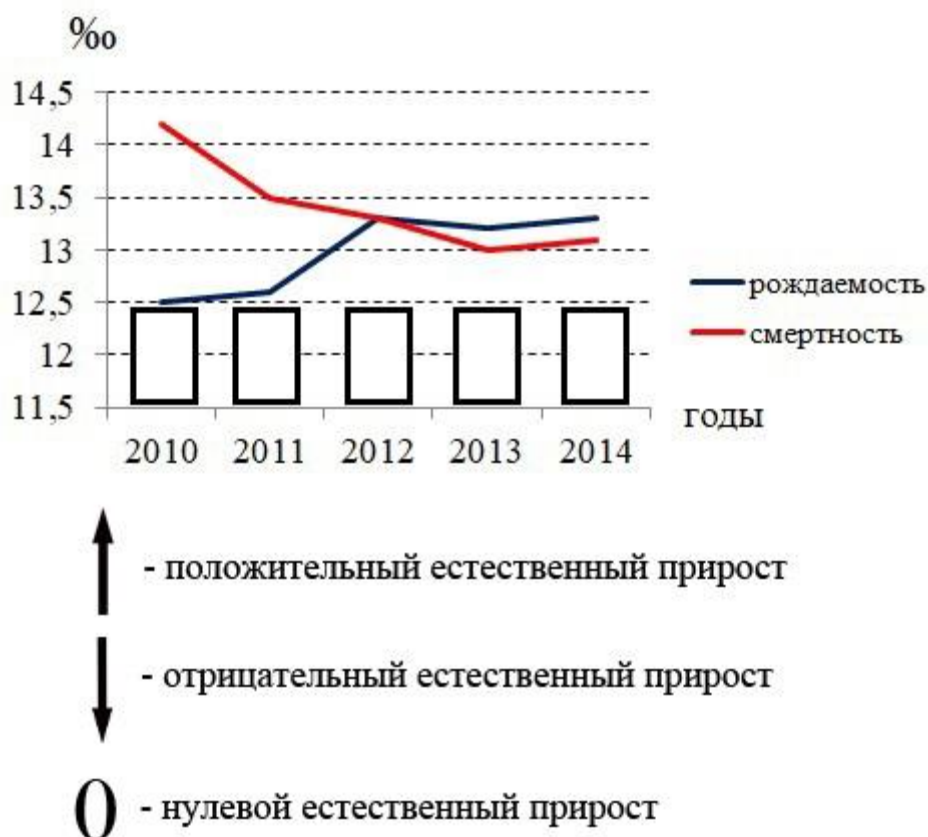 ‰
14,5
14
13,5
13
12,5
12
11,5
2010 2011 2012 2013 2014
годы
рождаемость
смертность
- положительный естественный прирост
- отрицательный естественный прирост
0 - нулевой естественный прирост